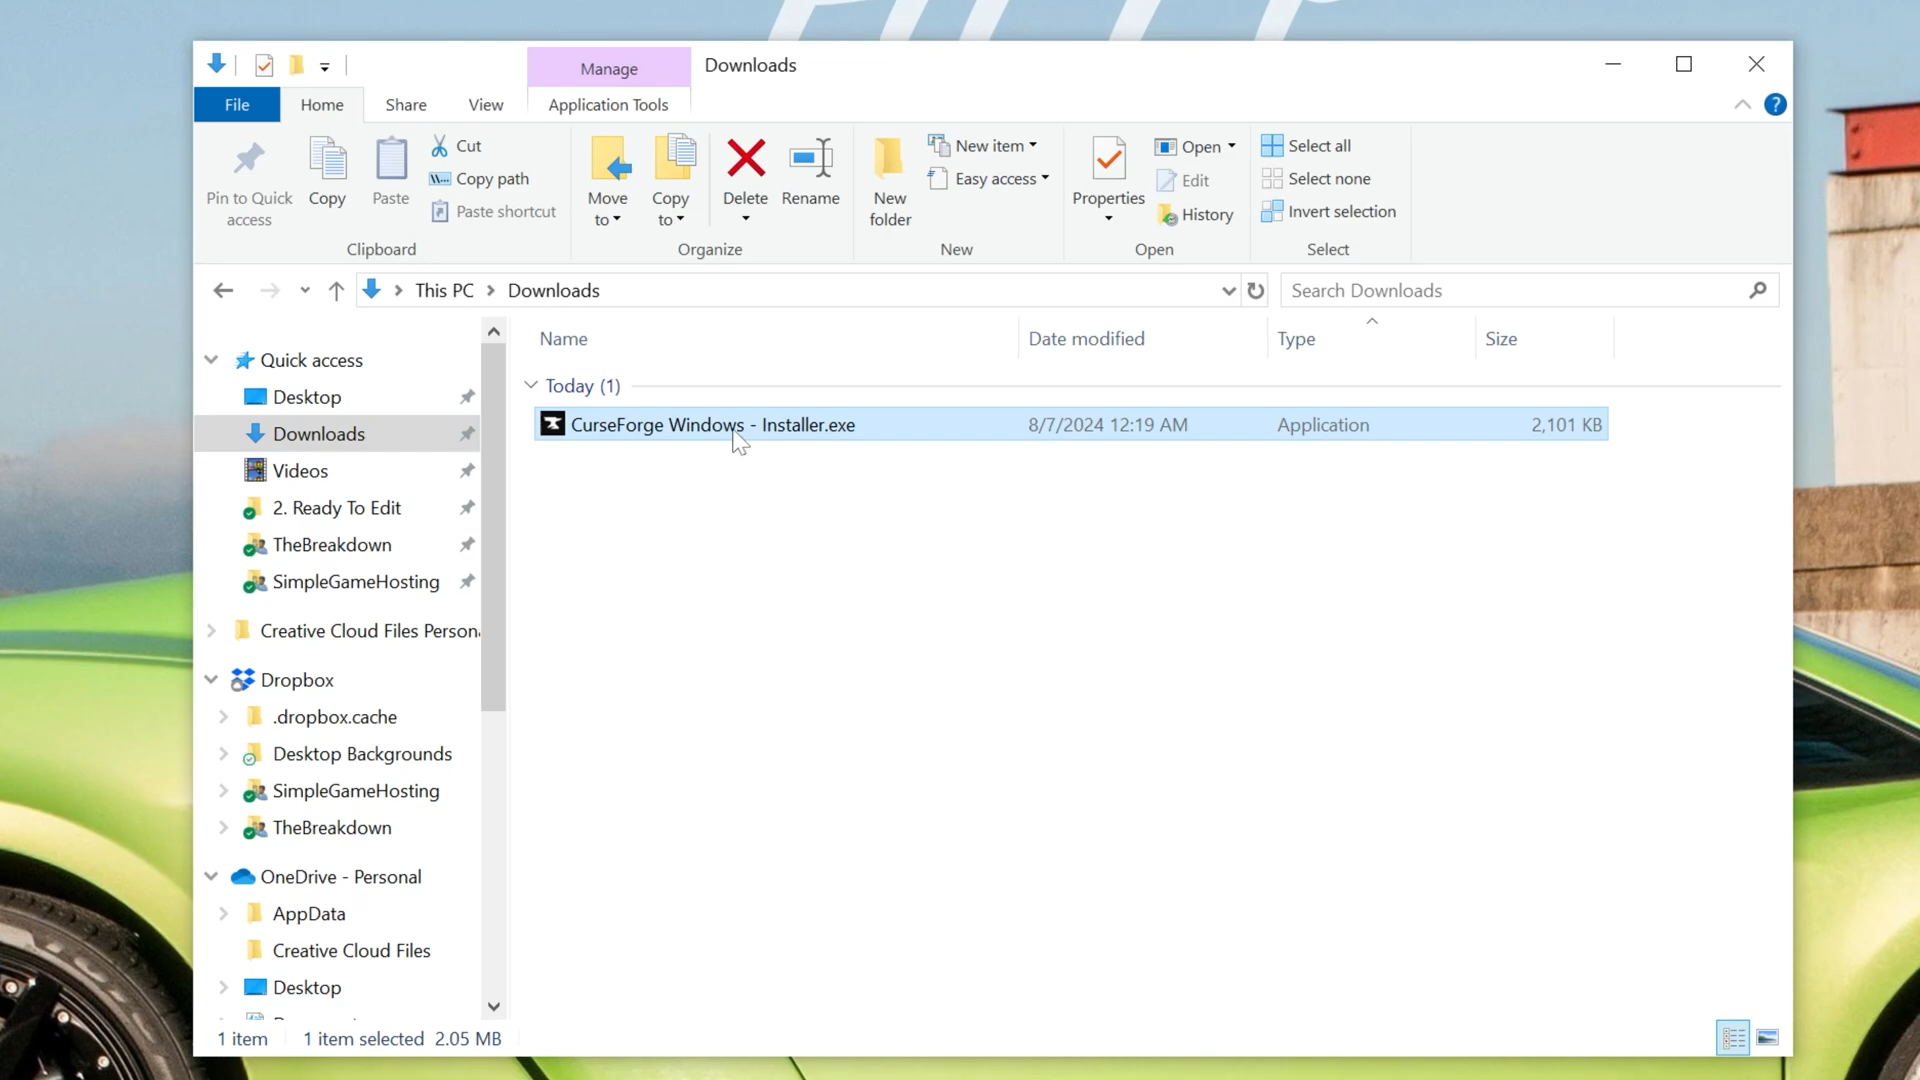 Manage
Downloads
File
Home
Share
View
Application Tools
?
Pin to Quick
access
Copy
Paste
Cut
Copy path
Paste shortcut
Clipboard
Move
to
Copy
to
Delete
Rename
Organize
New
folder
New item
Easy access
New
Properties
Open
Edit
History
Open
Select all
Select none
Invert selection
Select
This PC
Downloads
Search Downloads
Name
Date modified
Type
Size
Today (1)
CurseForge Windows - Installer.exe
8/7/2024 12:19 AM
Application
2,101 KB
Quick access
Desktop
Downloads
Videos
2. Ready To Edit
TheBreakdown
SimpleGameHosting
Creative Cloud Files Persona
Dropbox
.dropbox.cache
Desktop Backgrounds
SimpleGameHosting
TheBreakdown
OneDrive - Personal
AppData
Creative Cloud Files
Desktop
1 item
1 item selected 2.05 MB